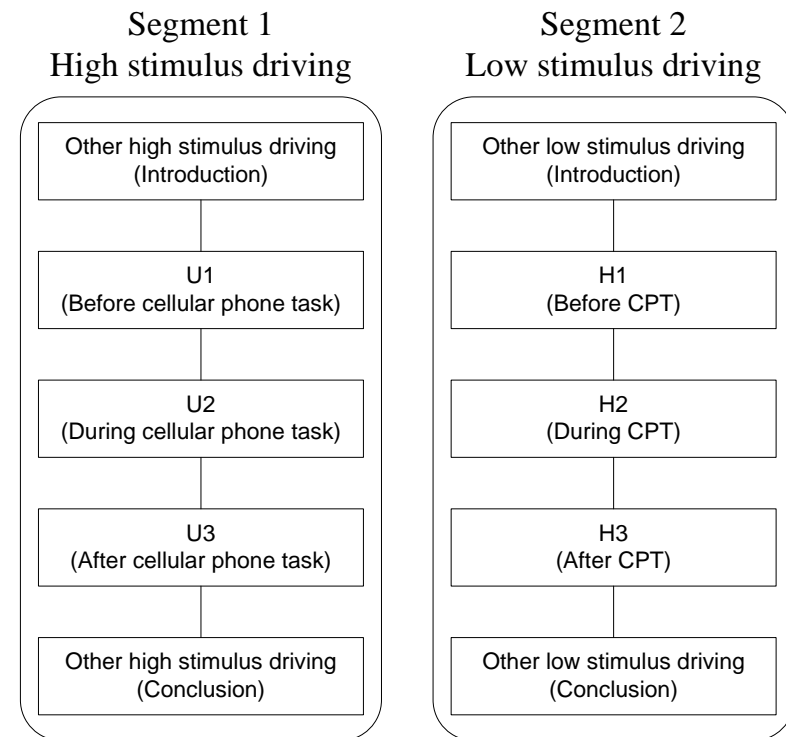 Segment 1
High stimulus driving
Other high stimulus driving
(Introduction)
U1
(Before cellular phone task)
U2
(During cellular phone task)
U3
(After cellular phone task)
Other high stimulus driving
(Conclusion)
Segment 2
Low stimulus driving
Other low stimulus driving
(Introduction)
H1
(Before CPT)
H2
(During CPT)
H3
(After CPT)
Other low stimulus driving
(Conclusion)